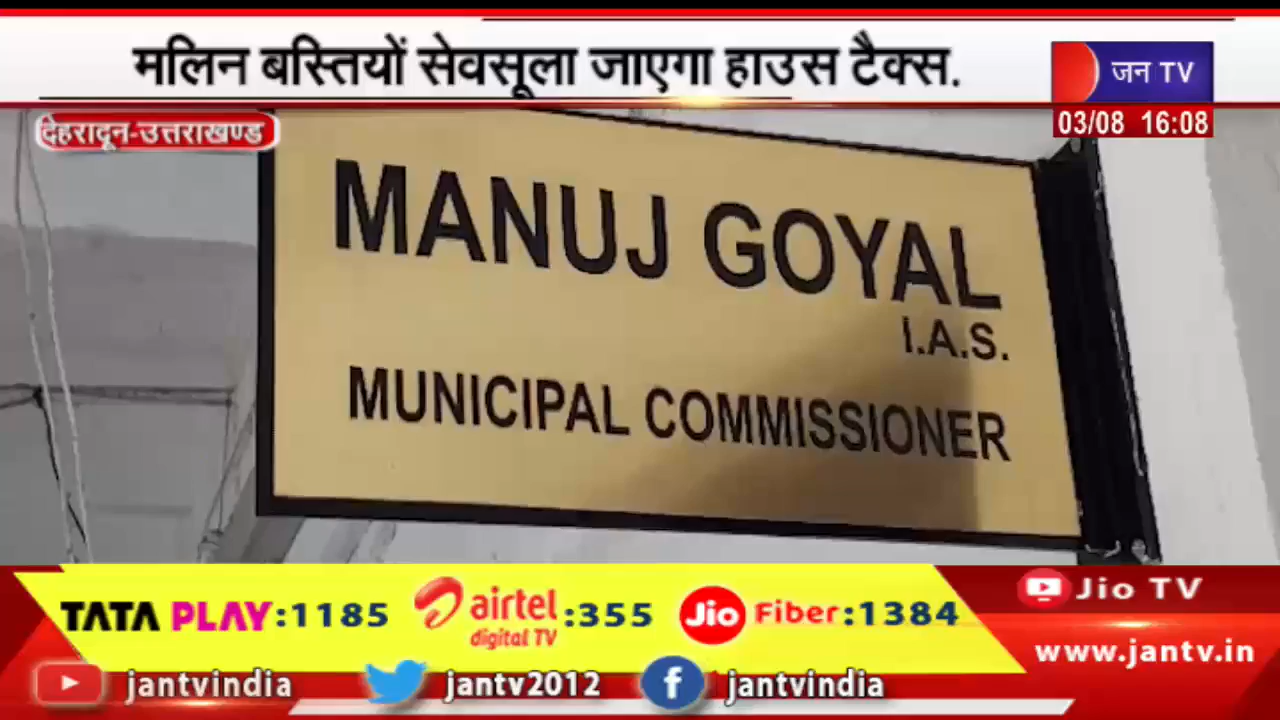 मलिन बस्तियों सेवसूला जाएगा हाउस टैक्स.
जन TV
03/08 16:08
देहरादून-उत्तराखण्ड
MANUJ GOYAL
I.A.S.
MUNICIPAL COMMISSIONER
TATA PLAY:1185 airtel digital TV:355 Jio Fiber:1384
Jio TV
www.jantv.in
jantvindia jantv2012 jantvindia